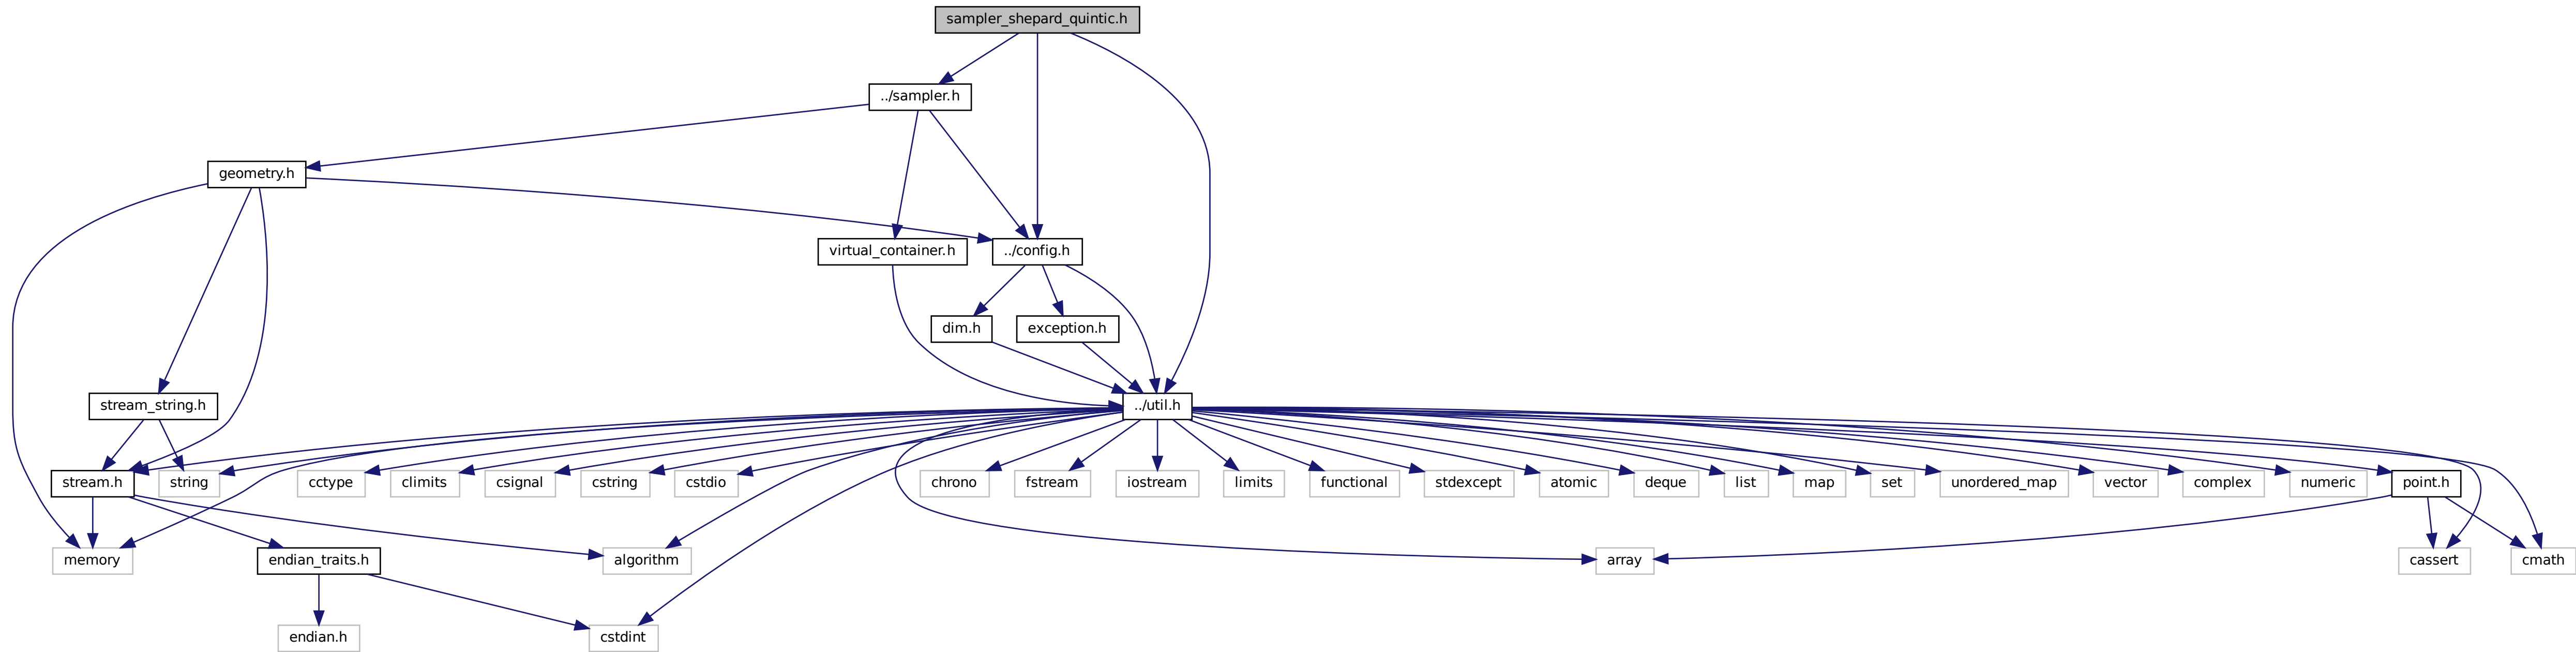 sampler_shepard_quintic.h
../sampler.h
geometry.h
virtual_container.h
../config.h
dim.h
exception.h
stream_string.h
../util.h
stream.h
string
cctype
climits
csignal
cstring
cstdio
chrono
fstream
iostream
limits
functional
stdexcept
atomic
deque
list
map
set
unordered_map
vector
complex
numeric
point.h
memory
endian_traits.h
algorithm
array
cassert
cmath
endian.h
cstdint